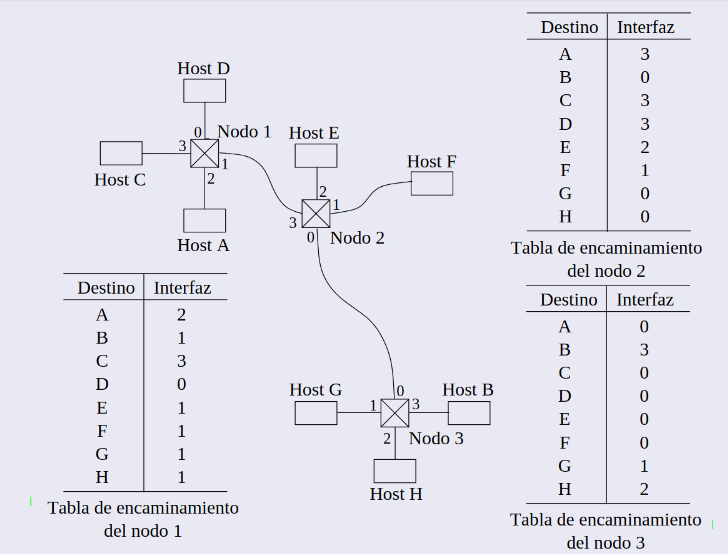 Host D
0
Nodo 1
3
1
2
Host C
Host A
Host E
Host F
2
1
3
0
Nodo 2
Host G
Host B
0
1
3
2
Nodo 3
Host H
Destino Interfaz
A 2
B 1
C 3
D 0
E 1
F 1
G 1
H 1
Tabla de encaminamiento
del nodo 1
Destino Interfaz
A 3
B 0
C 3
D 3
E 2
F 1
G 0
H 0
Tabla de encaminamiento
del nodo 2
Destino Interfaz
A 0
B 3
C 0
D 0
E 0
F 0
G 1
H 2
Tabla de encaminamiento
del nodo 3